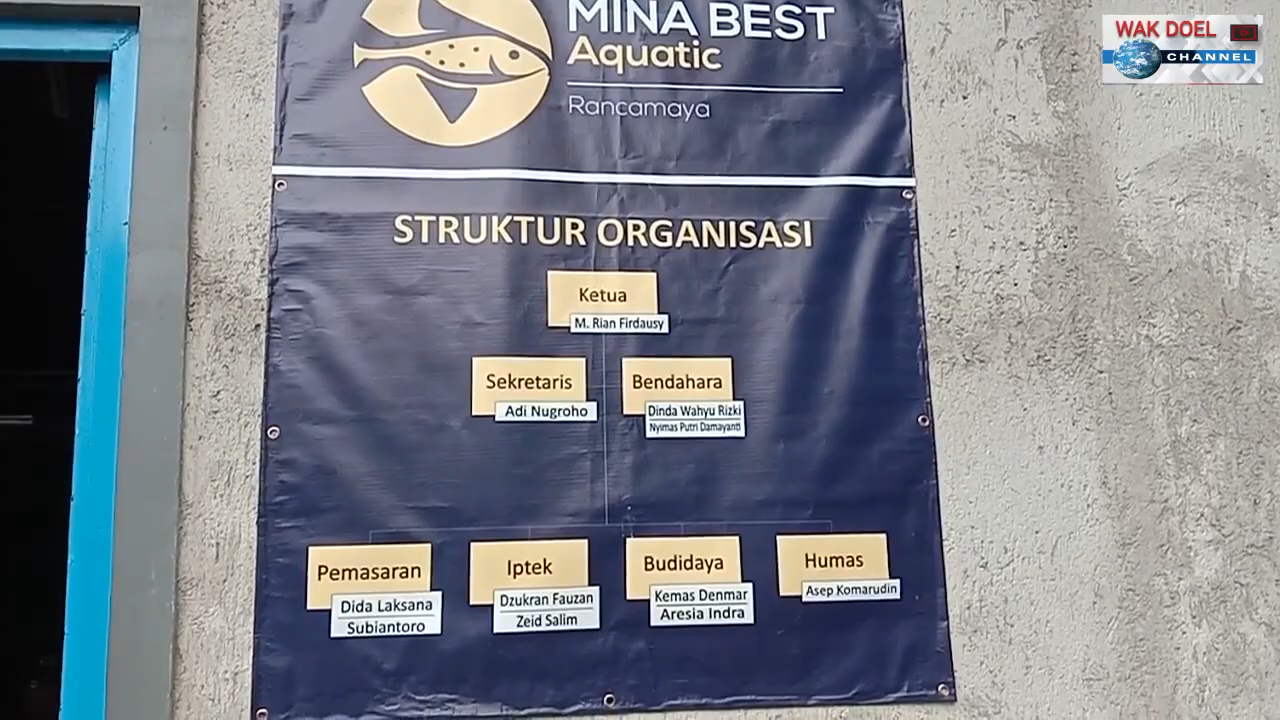 MINA BEST
Aquatic
Rancamaya
WAK DOEL
CHANNEL
STRUKTUR ORGANISASI
Ketua
M. Rian Firdausy
Sekretaris
Adi Nugroho
Bendahara
Dinda Wahyu Rizki
Nyimas Putri Damayanti
Pemasaran
Dida Laksana
Subiantoro
Iptek
Dzukran Fauzan
Zeid Salim
Budidaya
Kemas Denmar
Aresia Indra
Humas
Asep Komarudin